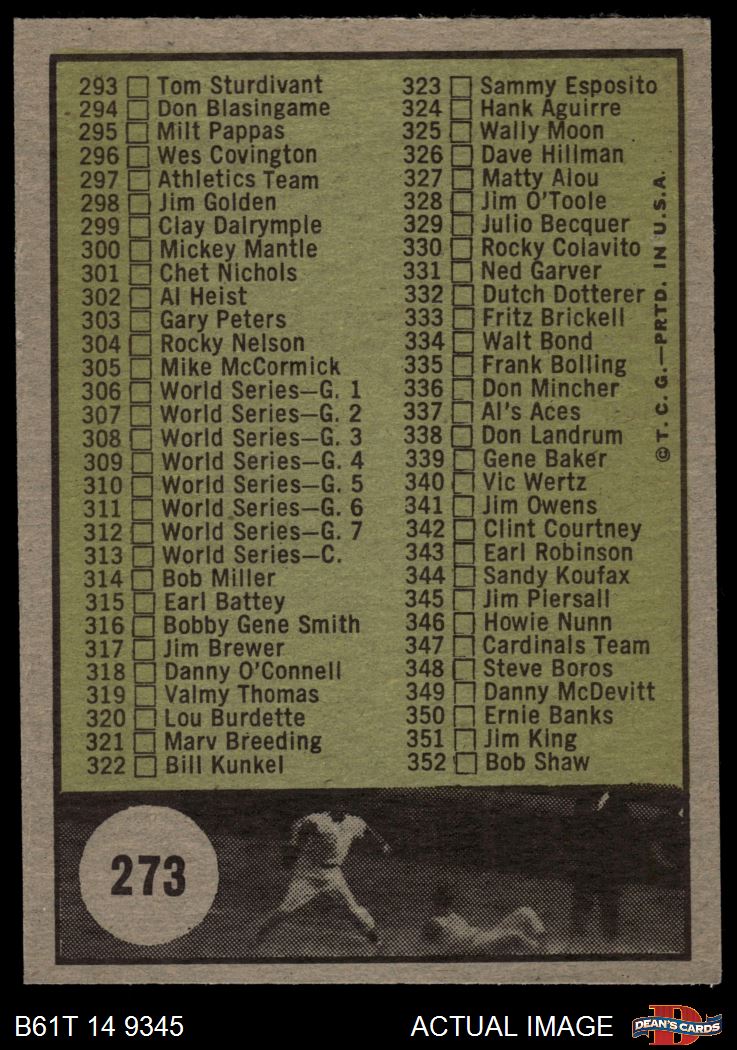 293 Tom Sturdivant
294 Don Blasingame
295 Milt Pappas
296 Wes Covington
297 Athletics Team
298 Jim Golden
299 Clay Dalrymple
300 Mickey Mantle
301 Chet Nichols
302 Al Heist
303 Gary Peters
304 Rocky Nelson
305 Mike McCormick
306 World Series—G. 1
307 World Series—G. 2
308 World Series—G. 3
309 World Series—G. 4
310 World Series—G. 5
311 World Series—G. 6
312 World Series—G. 7
313 World Series—C.
314 Bob Miller
315 Earl Battey
316 Bobby Gene Smith
317 Jim Brewer
318 Danny O'Connell
319 Valmy Thomas
320 Lou Burdette
321 Marv Breeding
322 Bill Kunkel
323 Sammy Esposito
324 Hank Aguirre
325 Wally Moon
326 Dave Hillman
327 Matty Alou
328 Jim O'Toole
329 Julio Becquer
330 Rocky Colavito
331 Ned Garver
332 Dutch Dotterer
333 Fritz Brickell
334 Walt Bond
335 Frank Bolling
336 Don Mincher
337 Al's Aces
338 Don Landrum
339 Gene Baker
340 Vic Wertz
341 Jim Owens
342 Clint Courtney
343 Earl Robinson
344 Sandy Koufax
345 Jim Piersall
346 Howie Nunn
347 Cardinals Team
348 Steve Boros
349 Danny McDevitt
350 Ernie Banks
351 Jim King
352 Bob Shaw
© T. C. G.—PRTD. IN U.S.A.
273
B61T 14 9345
ACTUAL IMAGE
D
DEAN'S CARDS